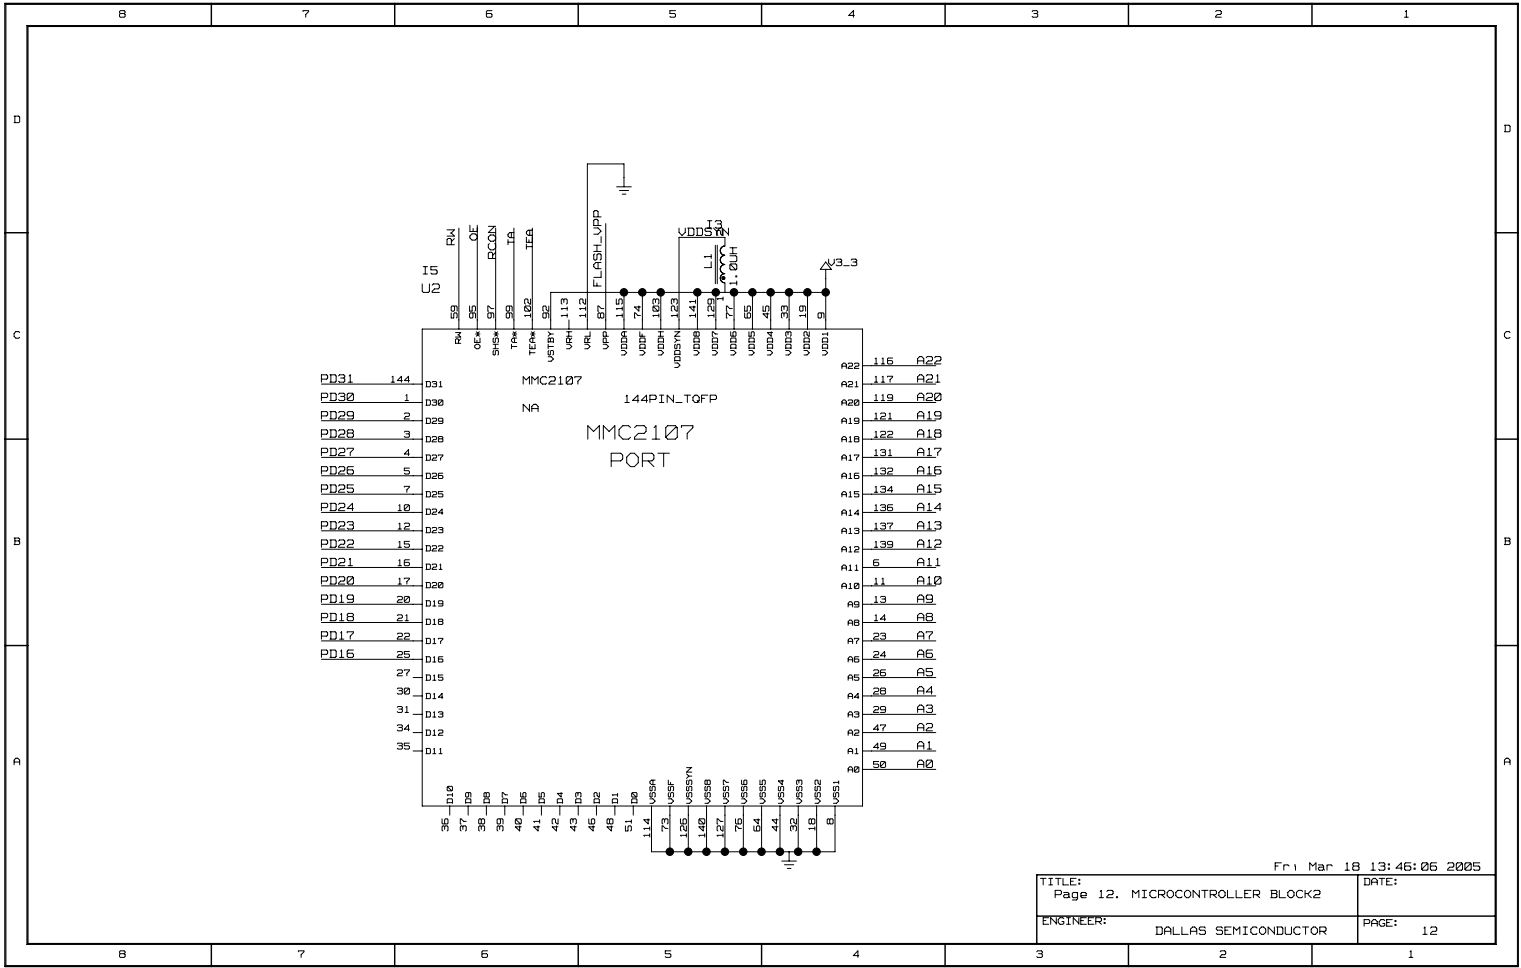 8 7 6 5 4 3 2 1
D
D
I3
VDDSYN
RW OE RCON TA TEA FLASH_VPP
L1
1.0UH
V3_3
I5
U2
1
59 95 97 99 102 92 113 112 87 115 74 103 123 141 129 77 65 45 33 19 9
C
C
RW OE* SHS* TA* TEA* VSTBY VRH VRL VPP VDDA VDDF VDDH VDDSYN VDD8 VDD7 VDD6 VDD5 VDD4 VDD3 VDD2 VDD1
A22 116 A22
PD31 144 D31 MMC2107 A21 117 A21
PD30 1 D30 NA 144PIN_TQFP A20 119 A20
PD29 2 D29 A19 121 A19
MMC2107
PD28 3 D28 A18 122 A18
PORT
PD27 4 D27 A17 131 A17
PD26 5 D26 A16 132 A16
PD25 7 D25 A15 134 A15
PD24 10 D24 A14 136 A14
PD23 12 D23 A13 137 A13
B
B
PD22 15 D22 A12 139 A12
PD21 16 D21 A11 6 A11
PD20 17 D20 A10 11 A10
PD19 20 D19 A9 13 A9
PD18 21 D18 A8 14 A8
PD17 22 D17 A7 23 A7
PD16 25 D16 A6 24 A6
27 D15 A5 26 A5
30 D14 A4 28 A4
31 D13 A3 29 A3
34 D12 A2 47 A2
35 D11 A1 49 A1
A
A
A0 50 A0
D10 D9 D8 D7 D6 D5 D4 D3 D2 D1 D0 VSSA VSSF VSSSYN VSS8 VSS7 VSS6 VSS5 VSS4 VSS3 VSS2 VSS1
36 37 38 39 40 41 42 43 46 48 51 114 73 126 140 127 76 64 44 32 18 8
Fri Mar 18 13:46:06 2005
TITLE:
Page 12. MICROCONTROLLER BLOCK2
DATE:
ENGINEER:
DALLAS SEMICONDUCTOR
PAGE: 12
8 7 6 5 4 3 2 1